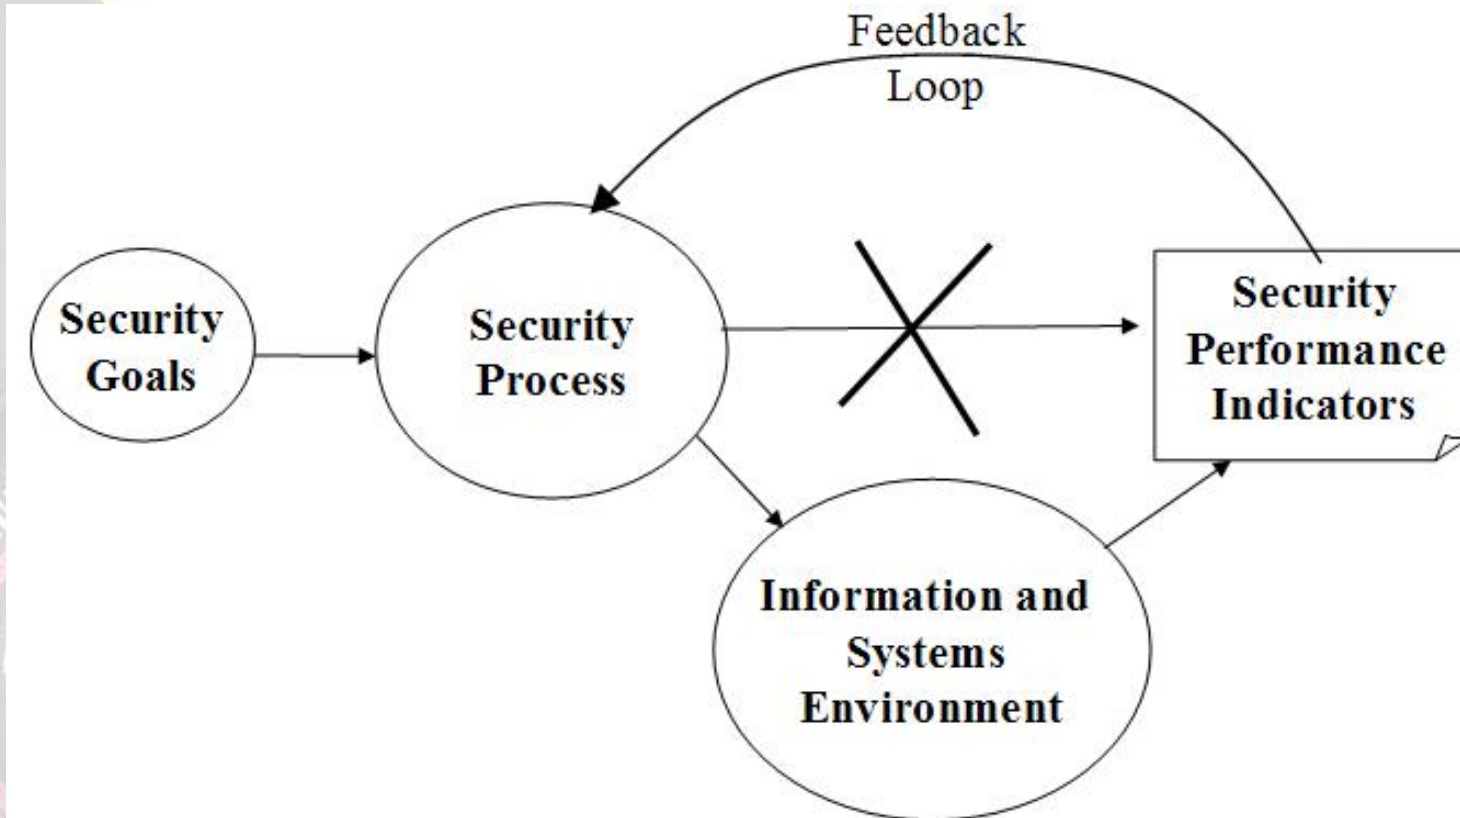 Feedback
Loop
Security
Goals
Security
Process
Security
Performance
Indicators
Information and
Systems
Environment